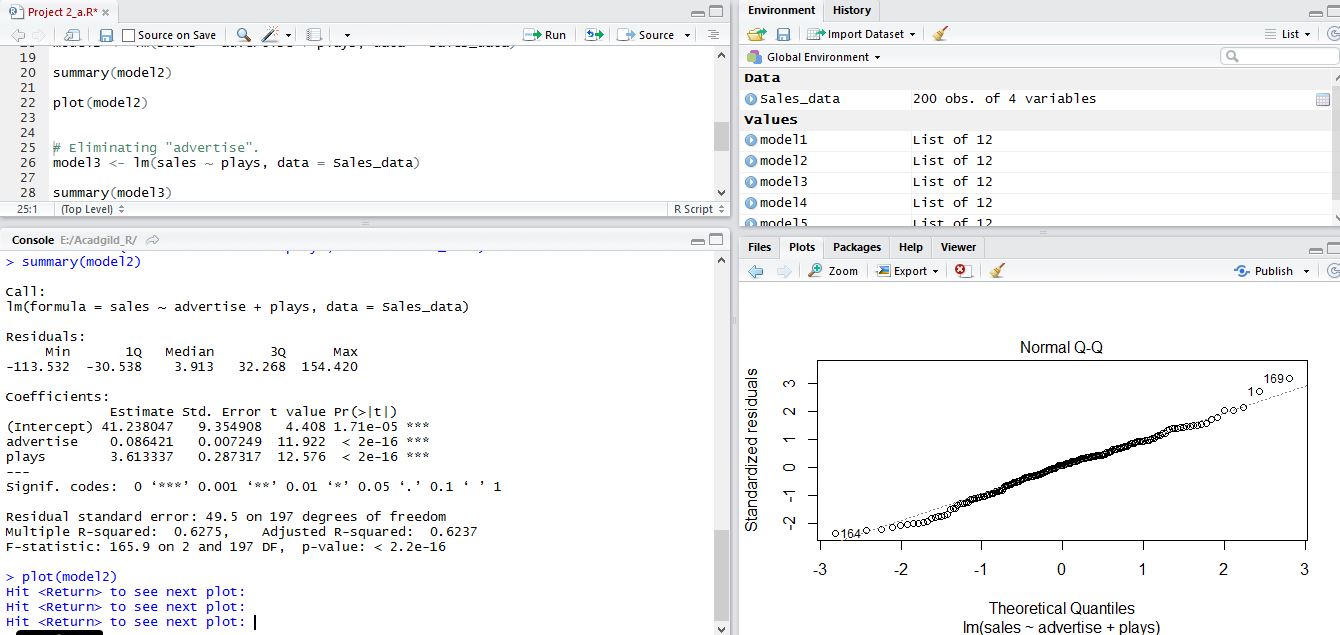 Project 2_a.R* ×
Source on Save
Run
Source
19
20 summary(model2)
21
22 plot(model2)
23
24
25 # Eliminating "advertise".
26 model3 <- lm(sales ~ plays, data = Sales_data)
27
28 summary(model3)
25:1 (Top Level) R Script
Console E:/Acadgild_R/
> summary(model2)
Call:
lm(formula = sales ~ advertise + plays, data = Sales_data)
Residuals:
Min 1Q Median 3Q Max
-113.532 -30.538 3.913 32.268 154.420
Coefficients:
Estimate Std. Error t value Pr(>|t|)
(Intercept) 41.238047 9.354908 4.408 1.71e-05 ***
advertise 0.086421 0.007249 11.922 < 2e-16 ***
plays 3.613337 0.287317 12.576 < 2e-16 ***
---
Signif. codes: 0 ‘***’ 0.001 ‘**’ 0.01 ‘*’ 0.05 ‘.’ 0.1 ‘ ’ 1
Residual standard error: 49.5 on 197 degrees of freedom
Multiple R-squared: 0.6275, Adjusted R-squared: 0.6237
F-statistic: 165.9 on 2 and 197 DF, p-value: < 2.2e-16
> plot(model2)
Hit <Return> to see next plot:
Hit <Return> to see next plot:
Hit <Return> to see next plot:
Environment History
Import Dataset List
Global Environment
Data
Sales_data 200 obs. of 4 variables
Values
model1 List of 12
model2 List of 12
model3 List of 12
model4 List of 12
model5 List of 12
Files Plots Packages Help Viewer
Zoom Export Publish
Normal Q-Q
Standardized residuals
3
2
1
0
-1
-2
169
1
164
-3 -2 -1 0 1 2 3
Theoretical Quantiles
lm(sales ~ advertise + plays)